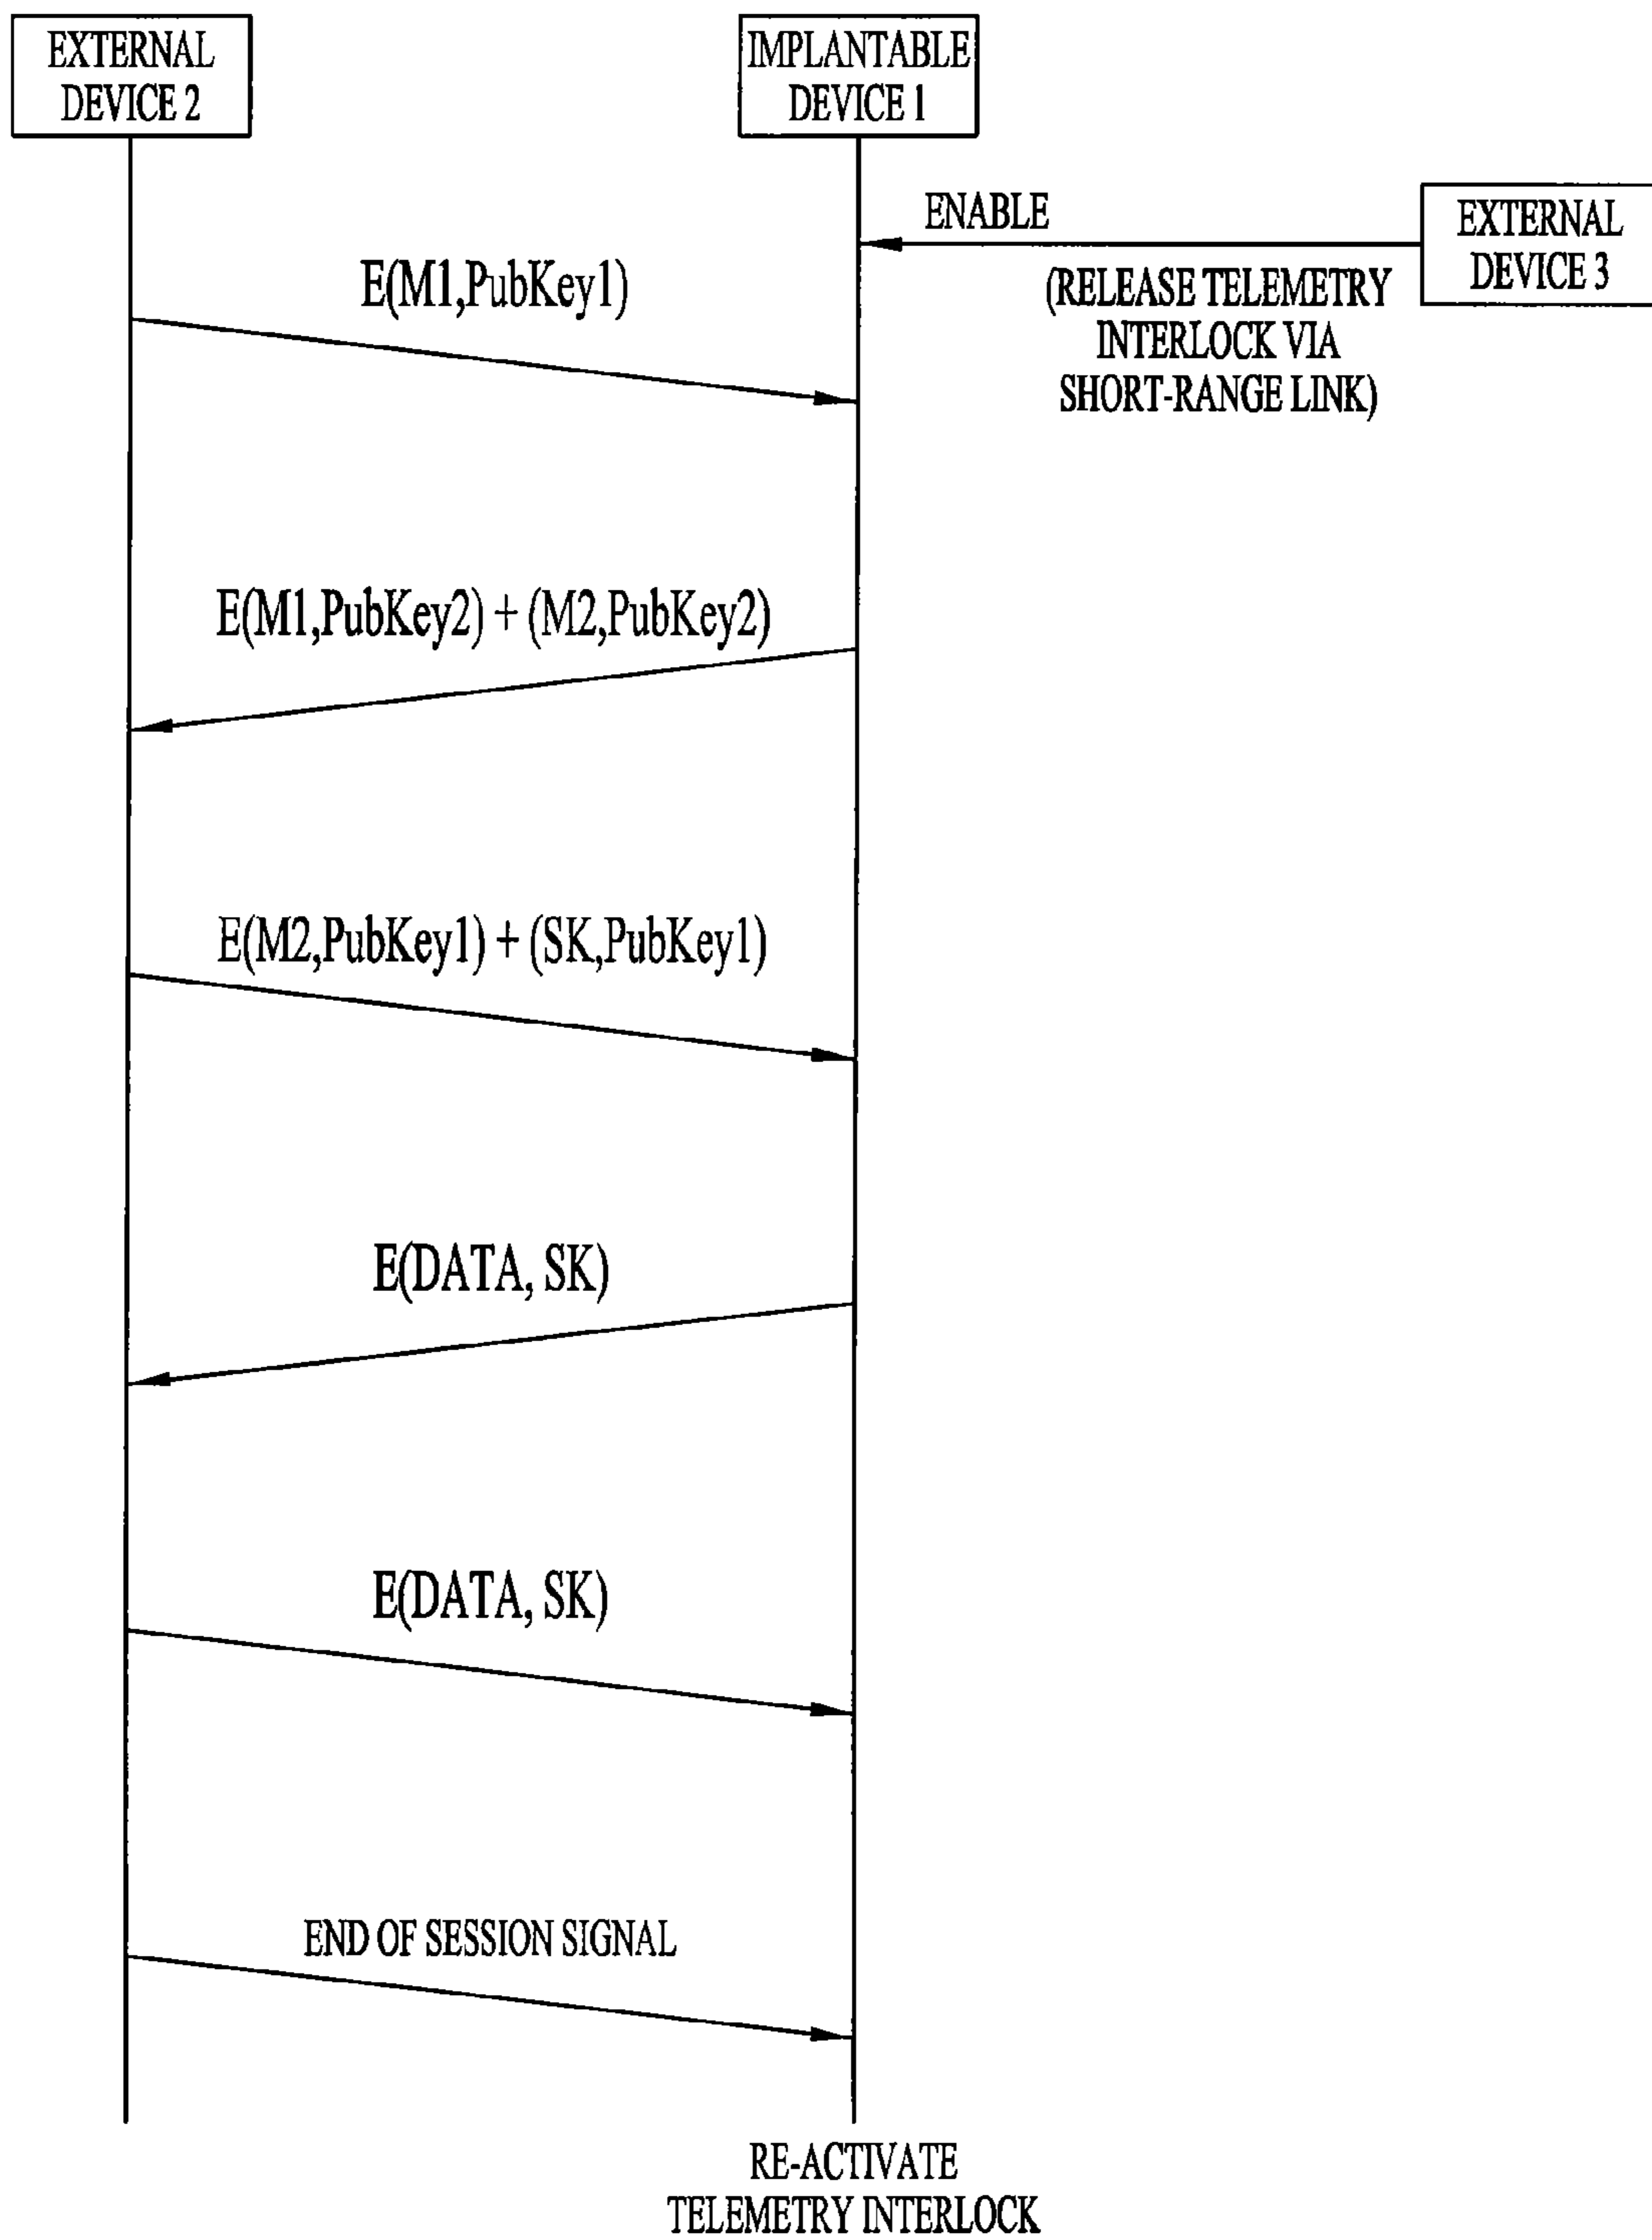 EXTERNAL
DEVICE 2
IMPLANTABLE
DEVICE 1
ENABLE
EXTERNAL
DEVICE 3
(RELEASE TELEMETRY
INTERLOCK VIA
SHORT-RANGE LINK)
E(M1,PubKey1)
E(M1,PubKey2) + (M2,PubKey2)
E(M2,PubKey1) + (SK,PubKey1)
E(DATA, SK)
E(DATA, SK)
END OF SESSION SIGNAL
RE-ACTIVATE
TELEMETRY INTERLOCK